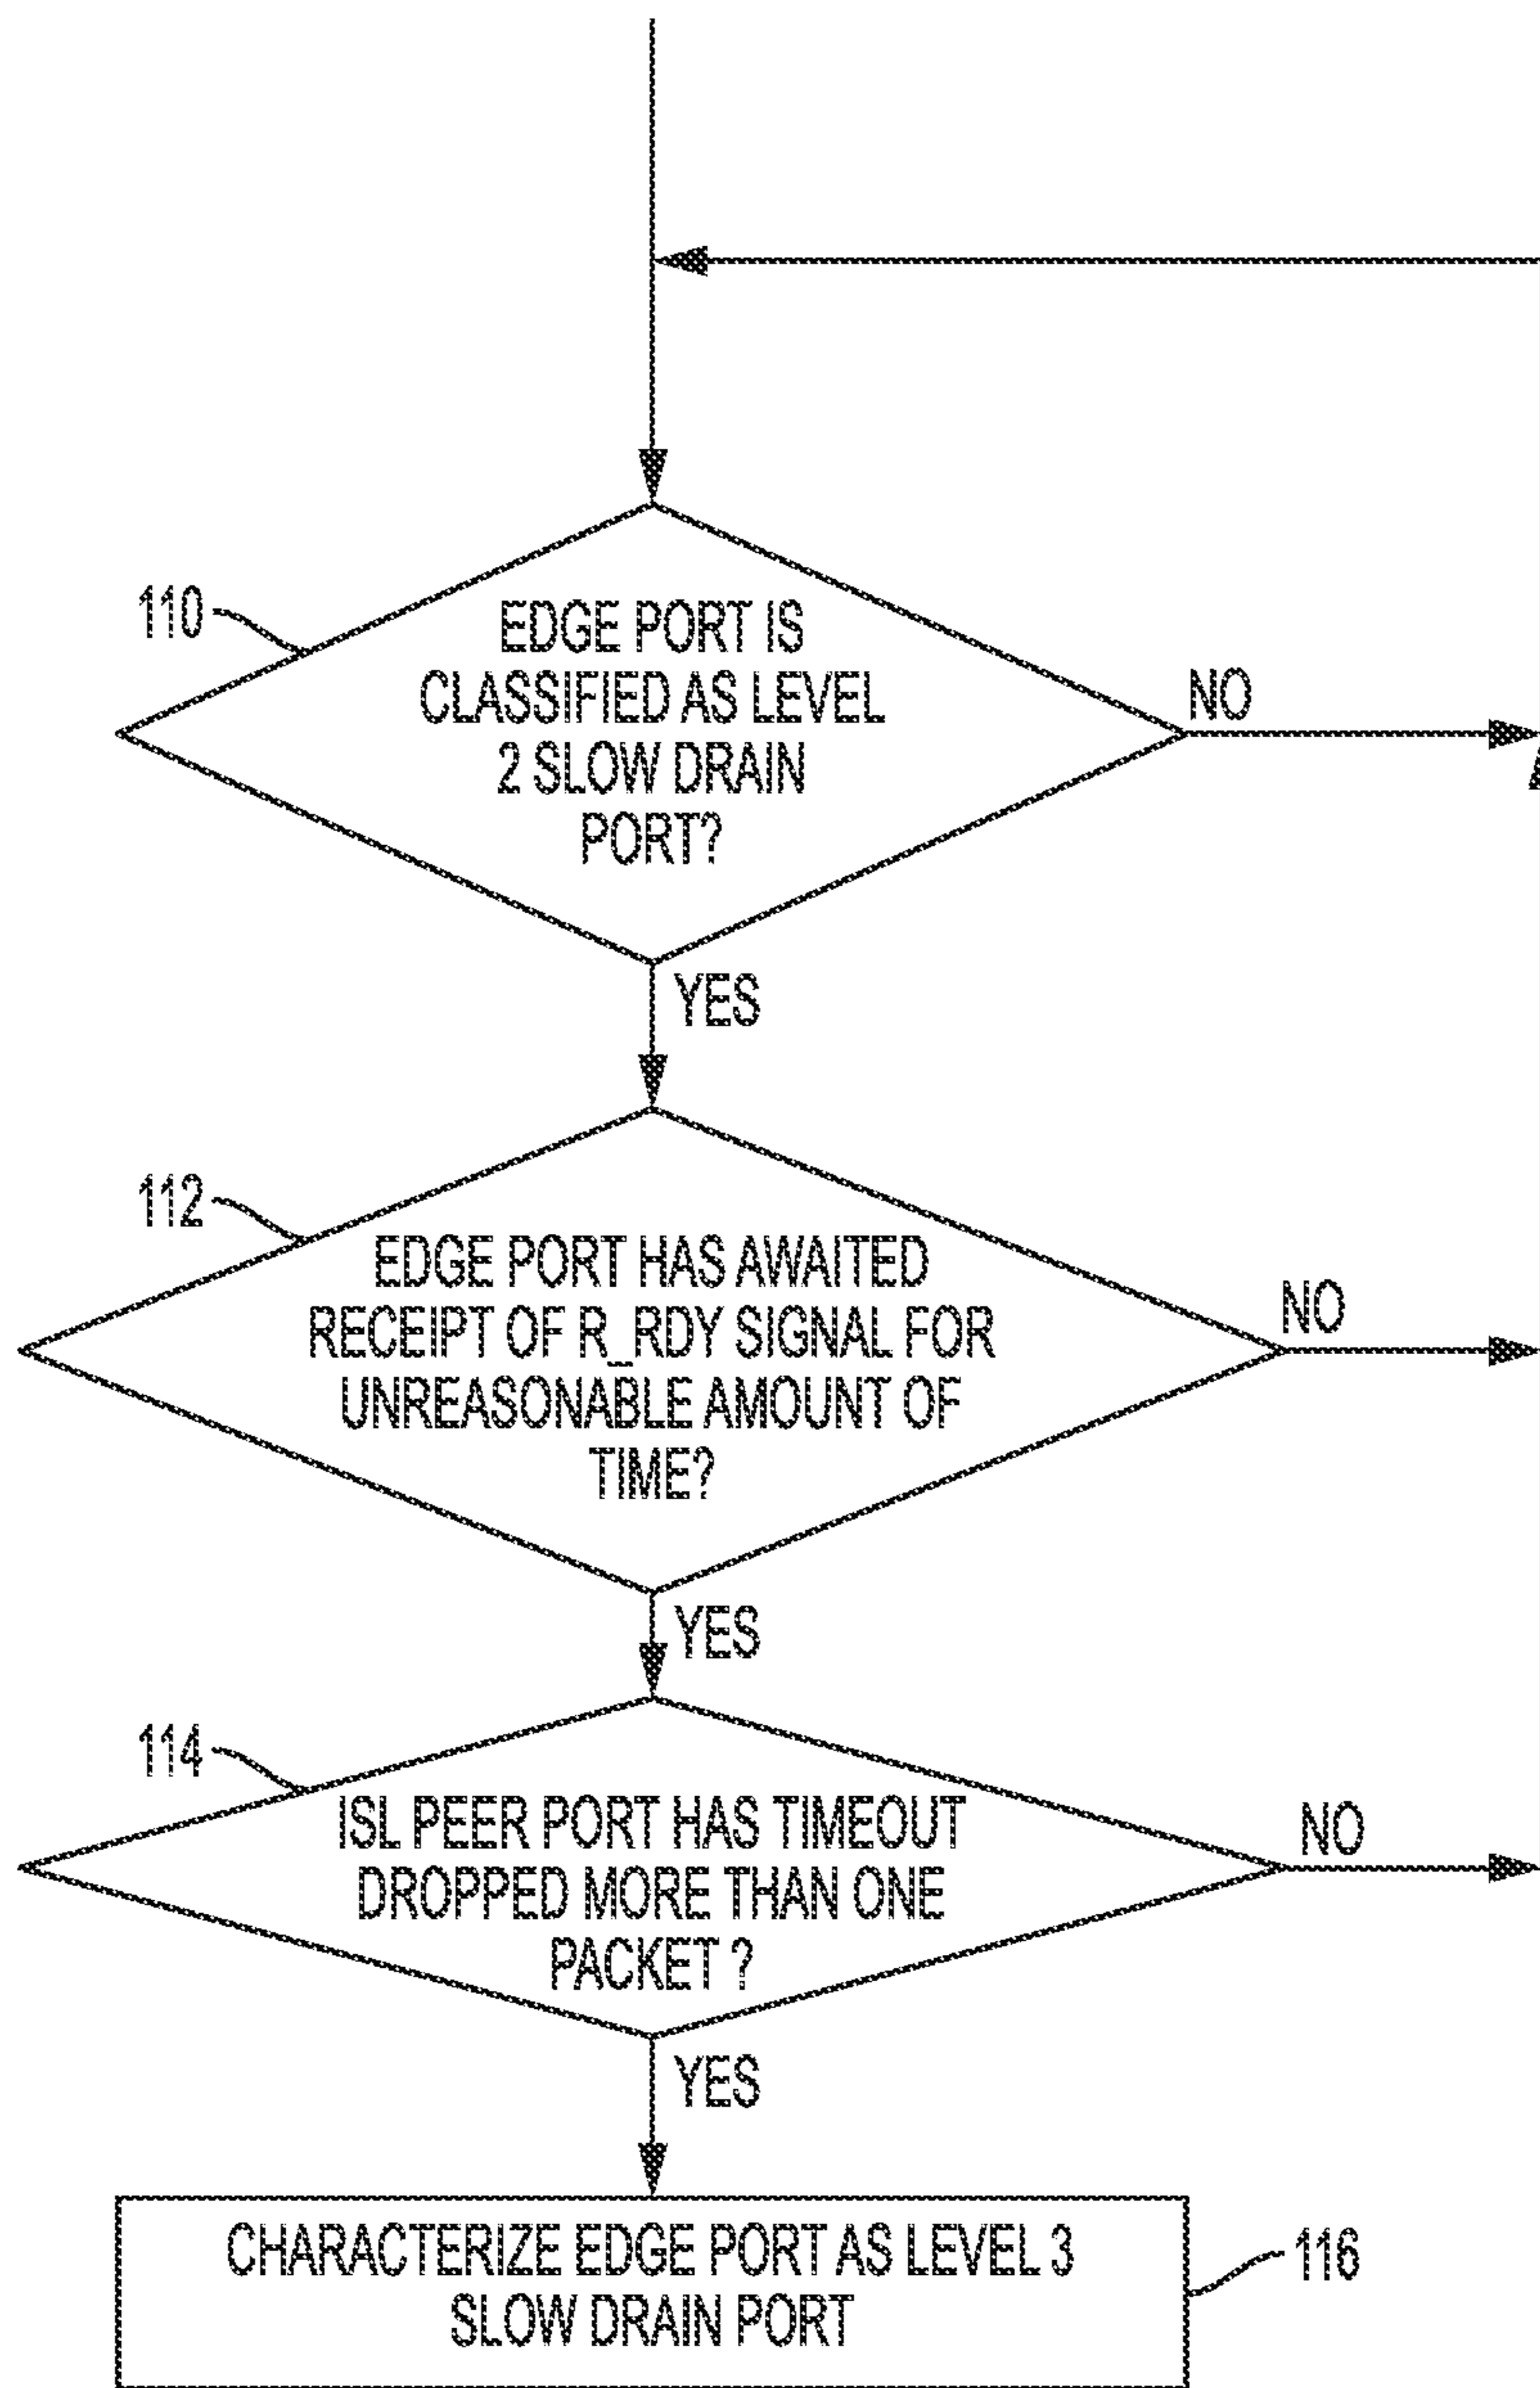 110
EDGE PORT IS
CLASSIFIED AS LEVEL
2 SLOW DRAIN
PORT?
NO
YES
112
EDGE PORT HAS AWAITED
RECEIPT OF R_RDY SIGNAL FOR
UNREASONABLE AMOUNT OF
TIME?
NO
YES
114
ISL PEER PORT HAS TIMEOUT
DROPPED MORE THAN ONE
PACKET ?
NO
YES
CHARACTERIZE EDGE PORT AS LEVEL 3
SLOW DRAIN PORT
116